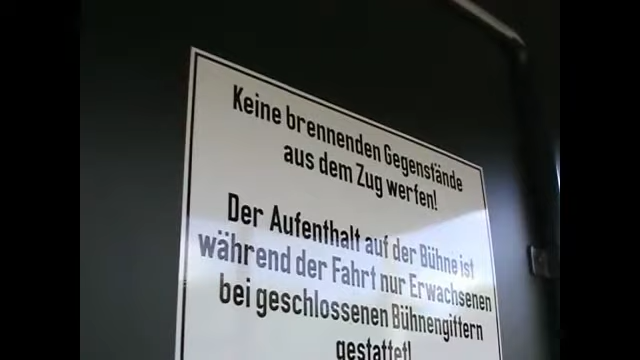 Keine brennenden Gegenstände
aus dem Zug werfen!
Der Aufenthalt auf der Bühne ist
während der Fahrt nur Erwachsenen
bei geschlossenen Bühnengittern
gestattet!